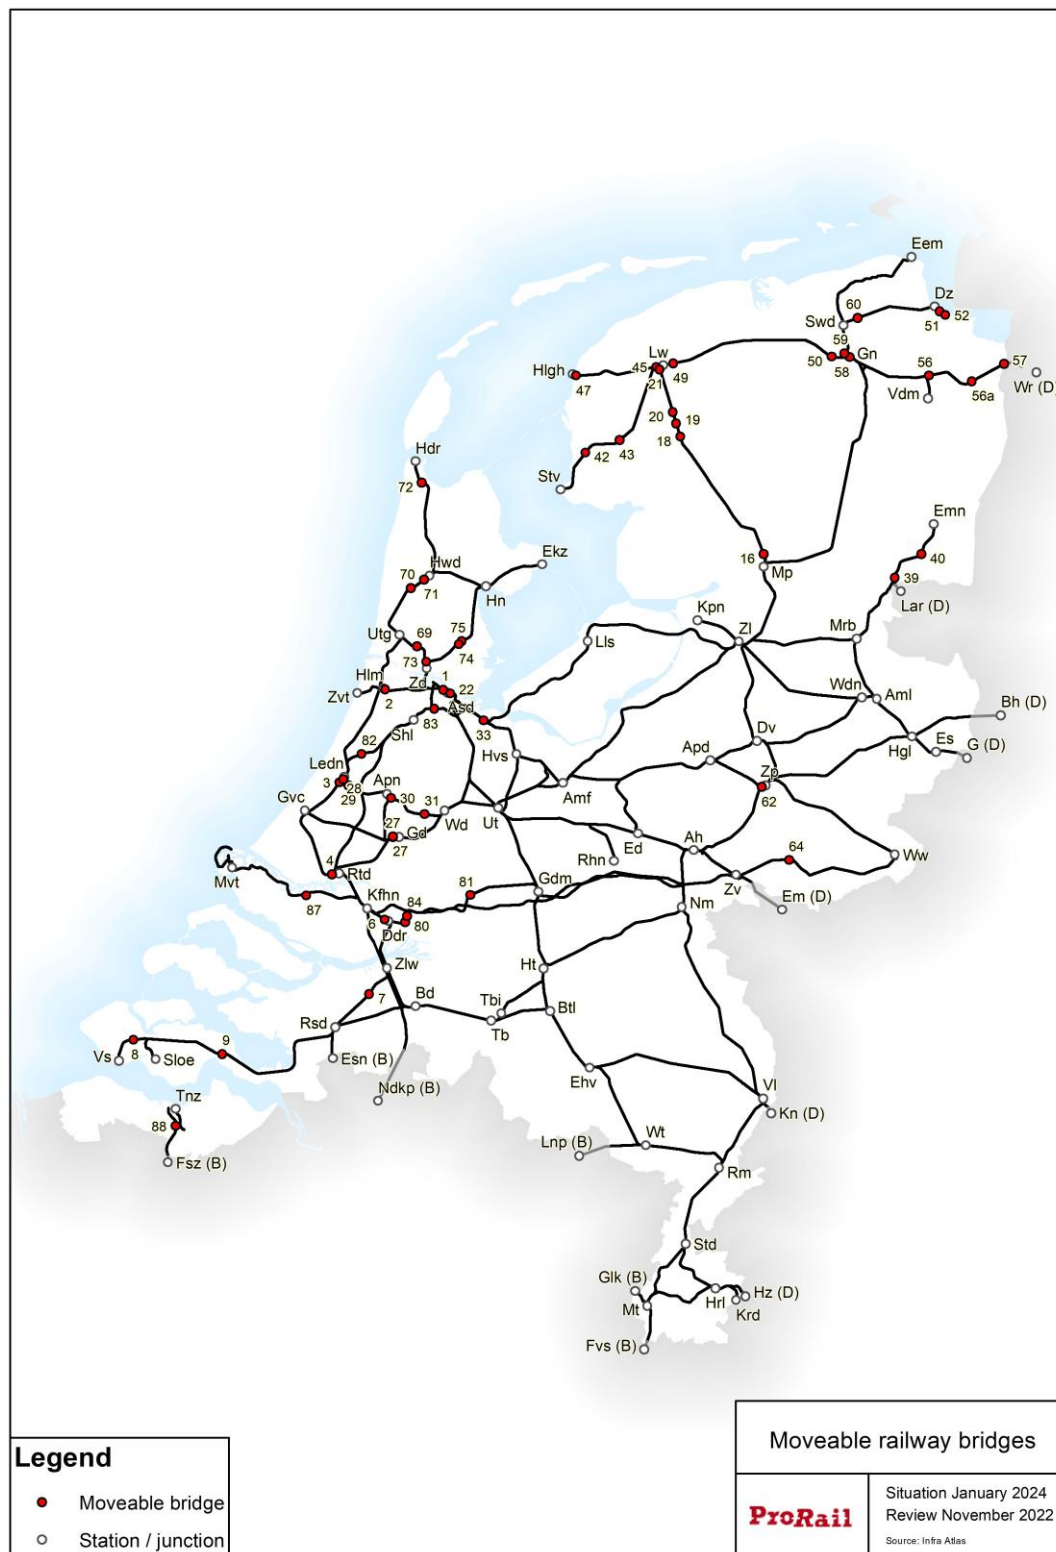 Eem
Dz
60
51
52
Swd
59
Gn
50
58
56
57
Wr (D)
56a
Vdm
Lw
45
21
49
Hlgh
47
20
19
18
42
43
Stv
Hdr
72
Emn
40
39
Lar (D)
16
Mp
Ekz
Hwd
70
71
Hn
Kpn
Zl
Mrb
Utg
69
75
74
73
Lls
Zd
Hlm
1
22
Zvt
2
Asd
83
Shl
33
Wdn
Aml
Bh (D)
Dv
Hgl
Es
G (D)
82
Ledn
3
28
29
Hvs
Apd
Zp
62
Apn
30
31
Amf
Gvc
27
Gd
27
Wd
Ut
Ed
Ah
64
Ww
Rhn
4
Rtd
Mvt
Kfhn
87
84
81
Gdm
Zv
Em (D)
6
80
Ddr
Nm
Zlw
Ht
7
Bd
Tbi
Btl
Tb
Rsd
9
Vs
8
Sloe
Esn (B)
Ndkp (B)
Tnz
88
Fsz (B)
Ehv
Vl
Kn (D)
Lnp (B)
Wt
Rm
Std
Glk (B)
Mt
Hrl
Hz (D)
Krd
Fvs (B)
Legend
Moveable bridge
Station / junction
Moveable railway bridges
ProRail
Situation January 2024
Review November 2022
Source: Infra Atlas